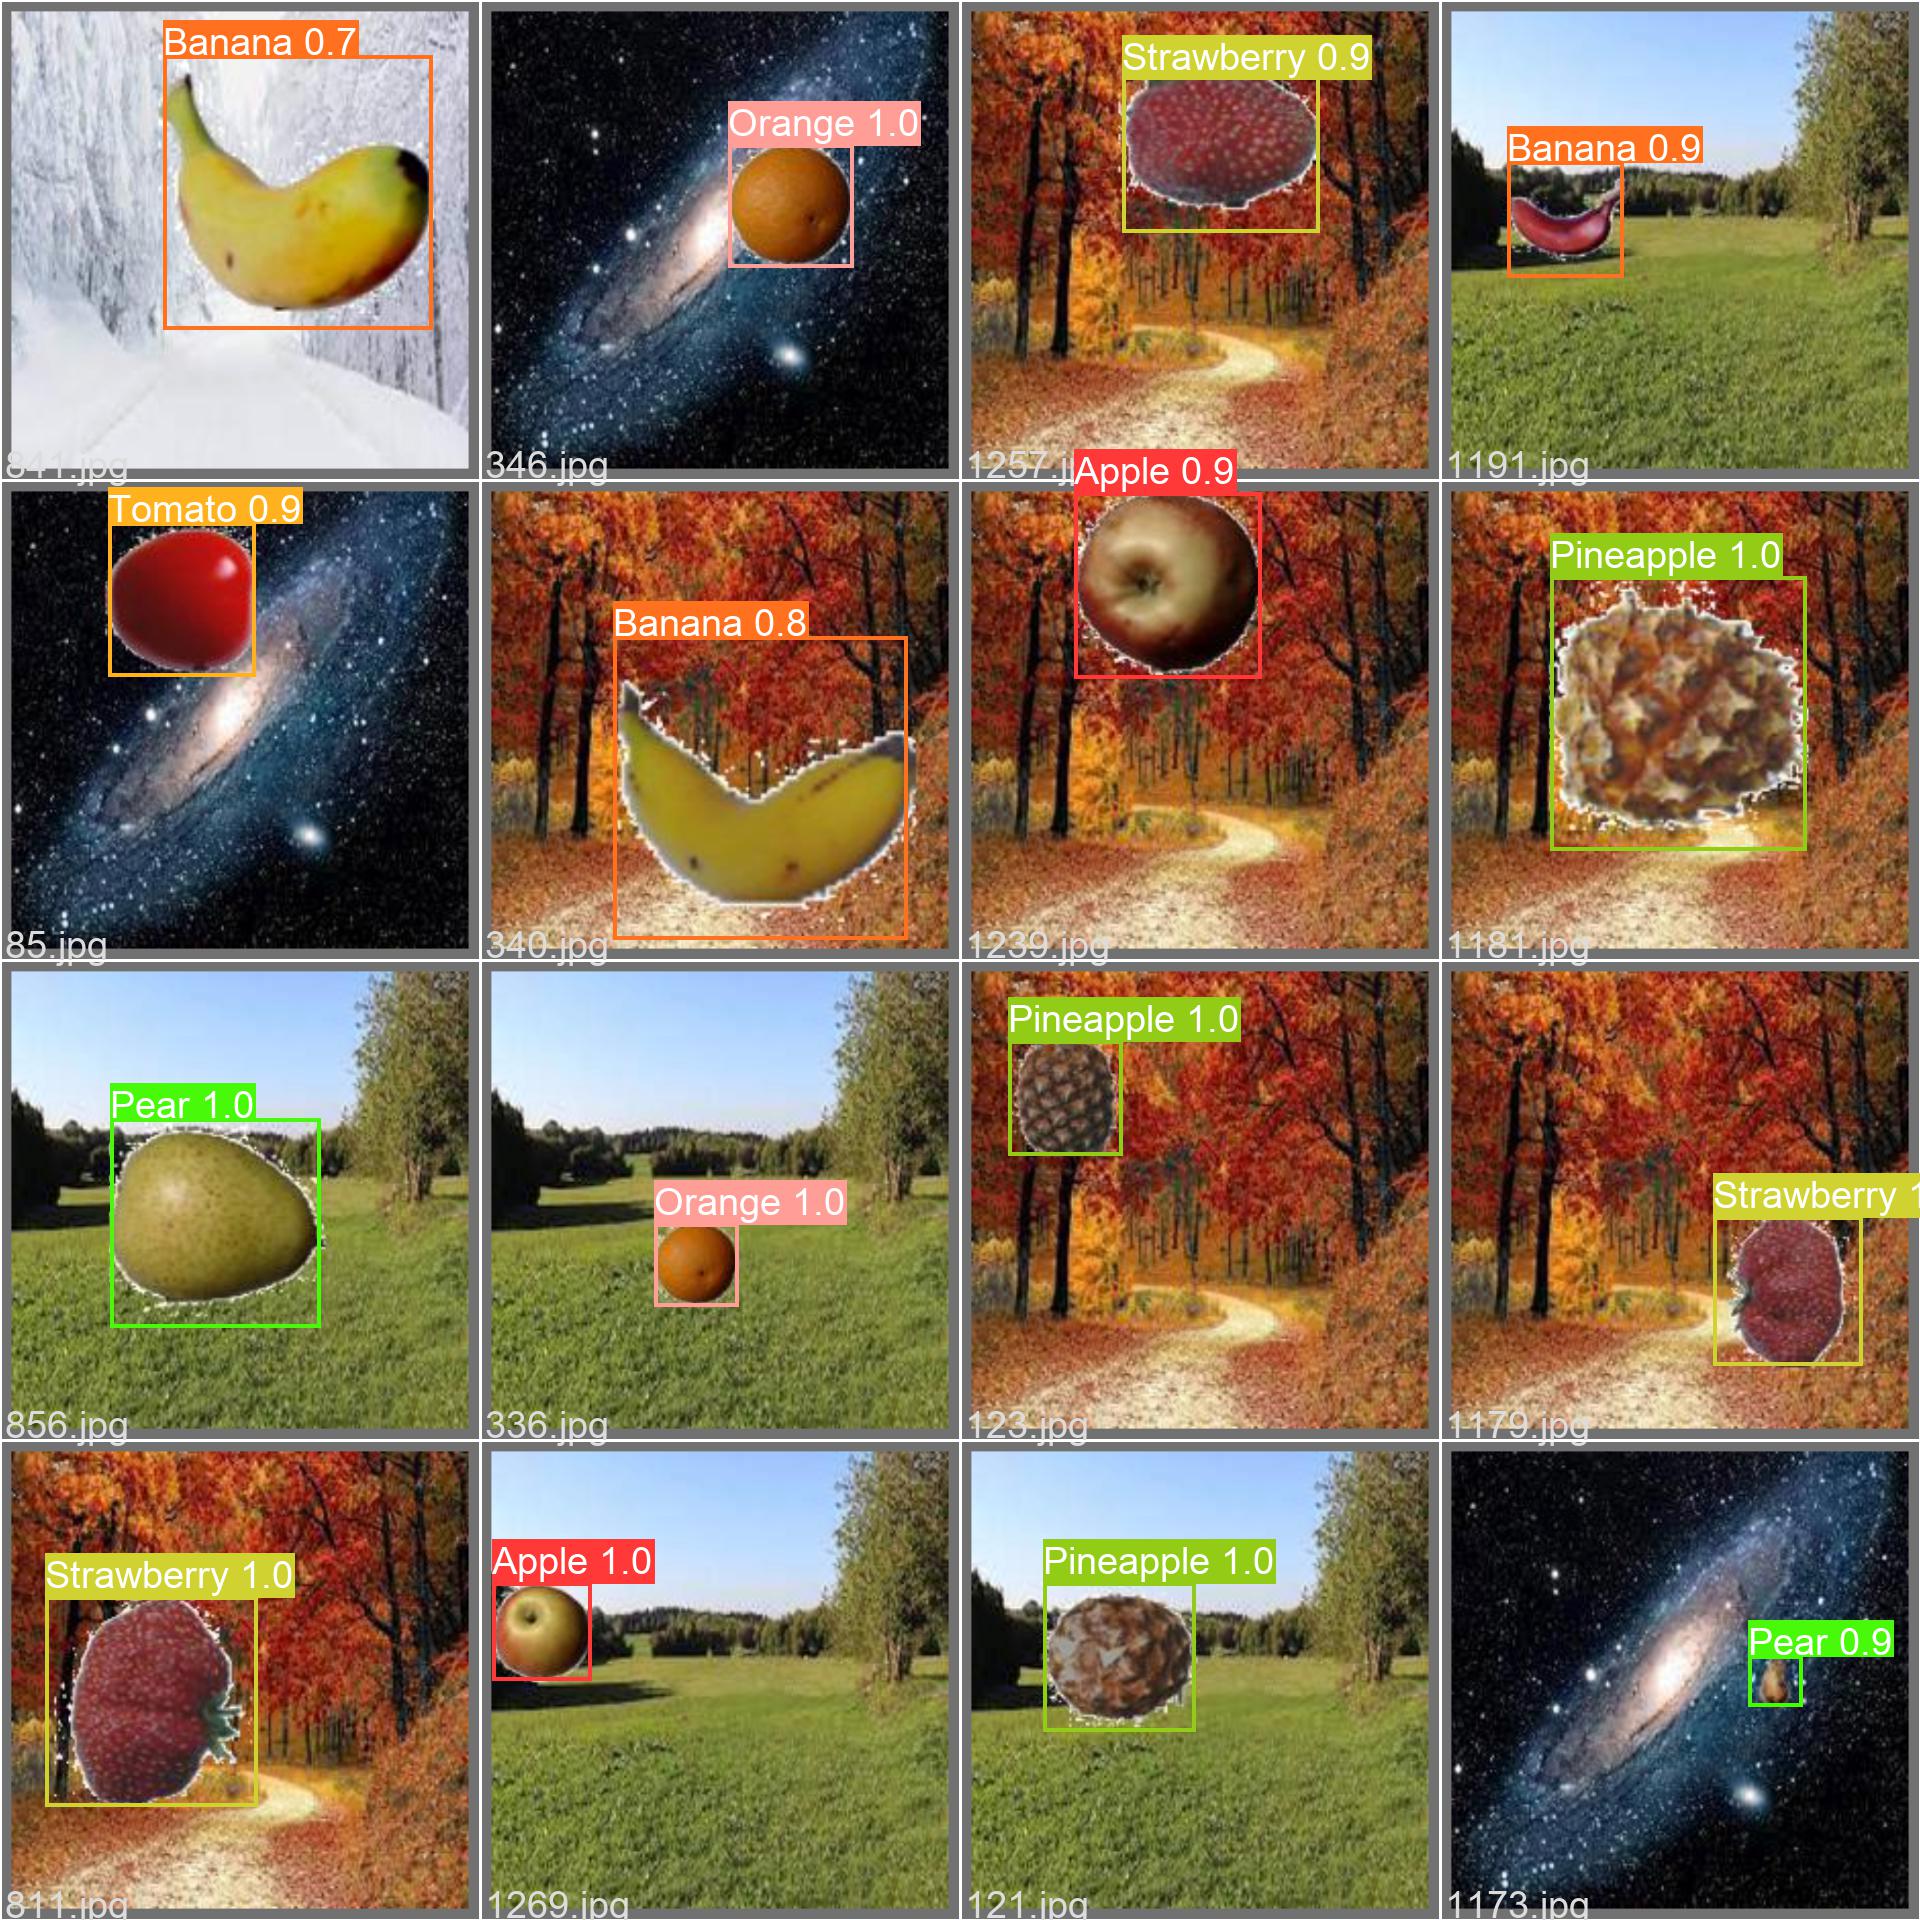 Banana 0.7
841.jpg
Orange 1.0
346.jpg
Strawberry 0.9
1257.j
Banana 0.9
1191.jpg
Tomato 0.9
85.jpg
Banana 0.8
340.jpg
Apple 0.9
1239.jpg
Pineapple 1.0
1181.jpg
Pear 1.0
856.jpg
Orange 1.0
336.jpg
Pineapple 1.0
123.jpg
Strawberry 1
1179.jpg
Strawberry 1.0
811.jpg
Apple 1.0
1269.jpg
Pineapple 1.0
121.jpg
Pear 0.9
1173.jpg